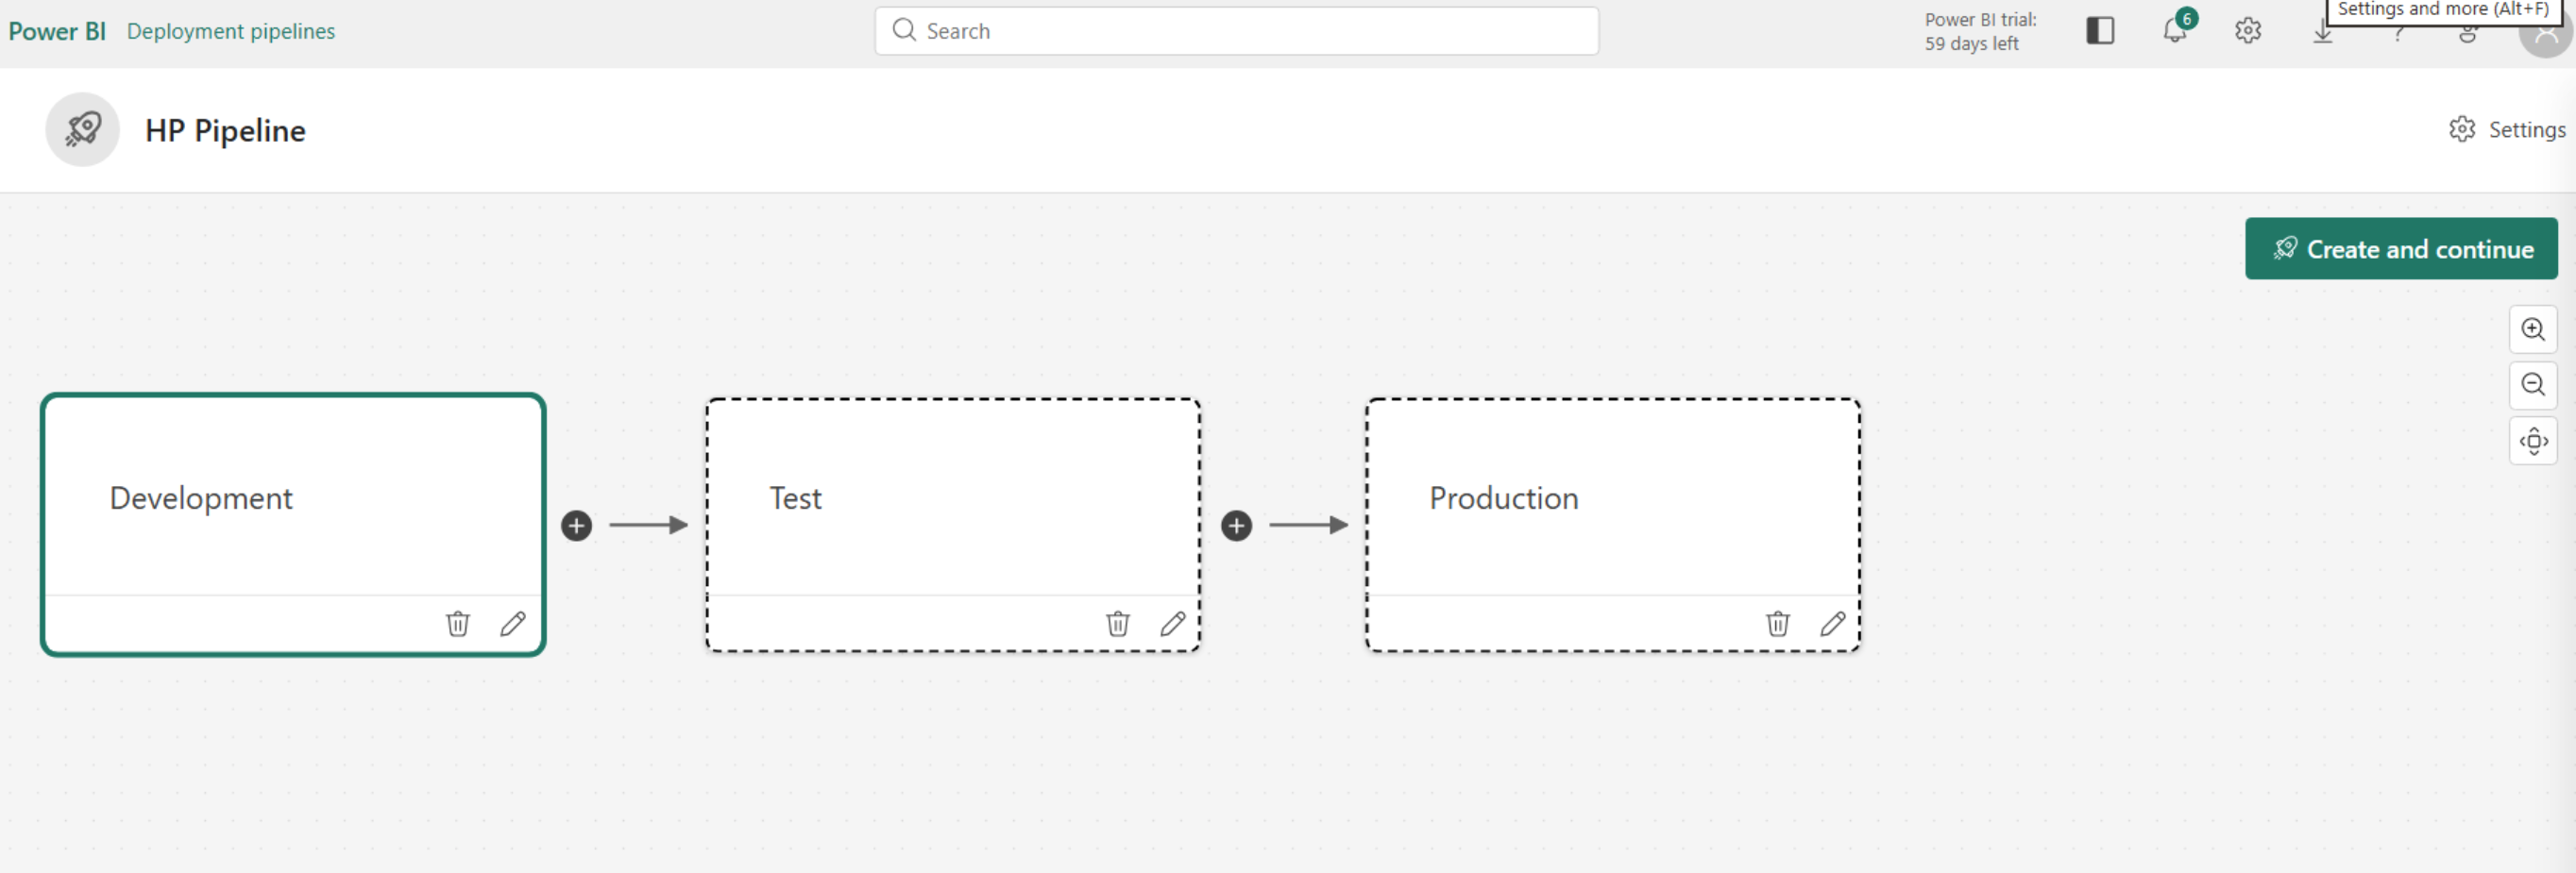 Power BI Deployment pipelines
Search
Power BI trial:
59 days left
6
Settings and more (Alt+F)
?
HP Pipeline
Settings
Create and continue
Development
Test
Production